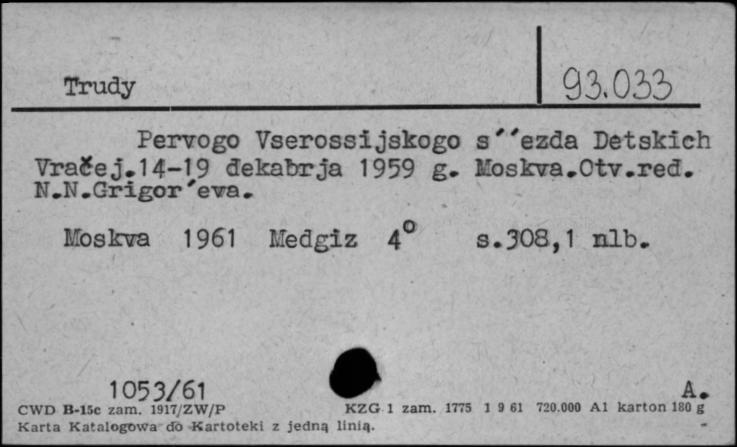 Trudy 93.033
Pervogo Vserossijskogo s''ezda Detskich
Vračej.14-19 dekabrja 1959 g. Moskva.Otv.red.
N.N.Grigor'eva.
Moskva 1961 Medgiz 4° s.308,1 nlb.
1053/61 A.
CWD B-15c zam. 1917/ZW/P KZG 1 zam. 1775 1 9 61 720.000 A1 karton 180 g
Karta Katalogowa do Kartoteki z jedną linią.